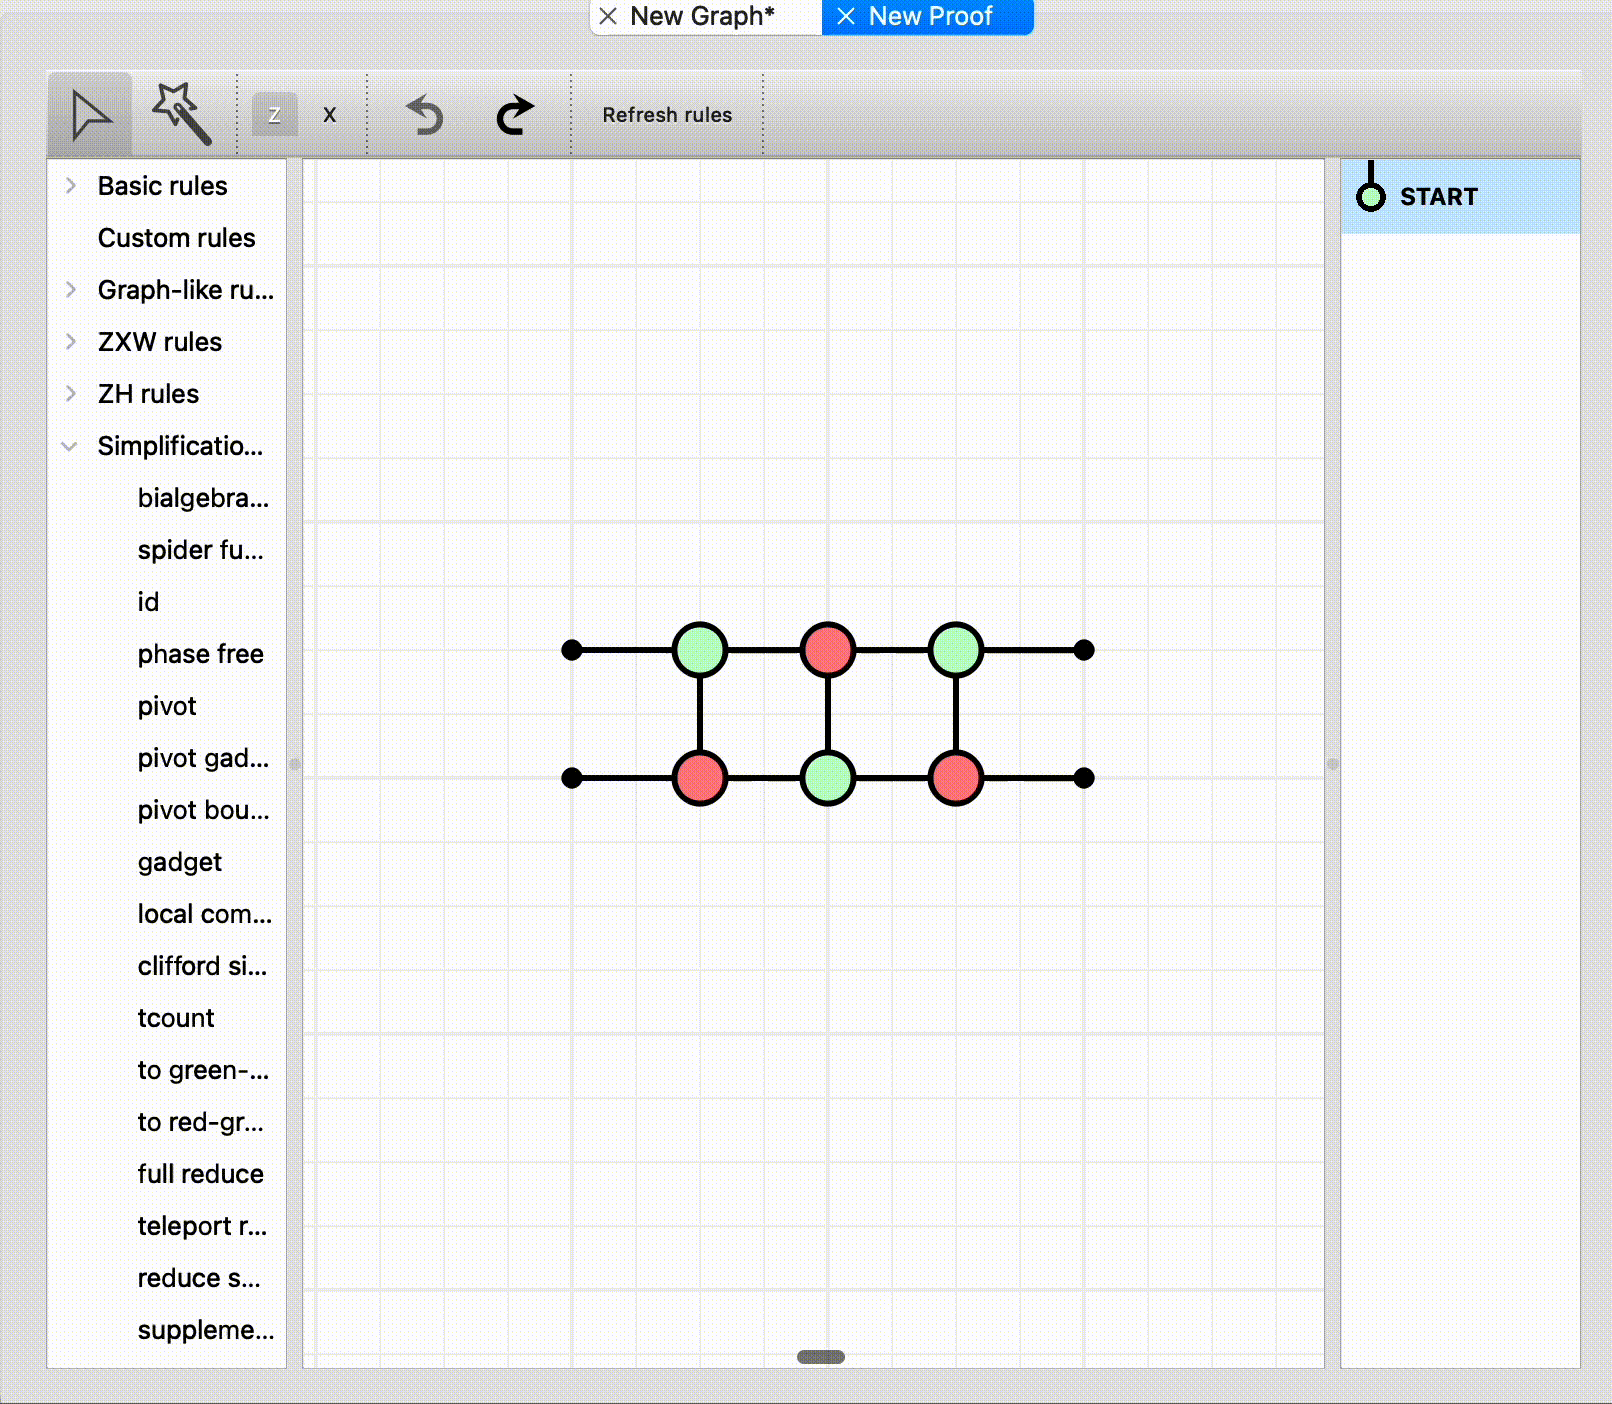 New Graph*
New Proof
Z
X
Refresh rules
Basic rules
Custom rules
Graph-like ru...
ZXW rules
ZH rules
Simplificatio...
bialgebra...
spider fu...
id
phase free
pivot
pivot gad...
pivot bou...
gadget
local com...
clifford si...
tcount
to green-...
to red-gr...
full reduce
teleport r...
reduce s...
suppleme...
START